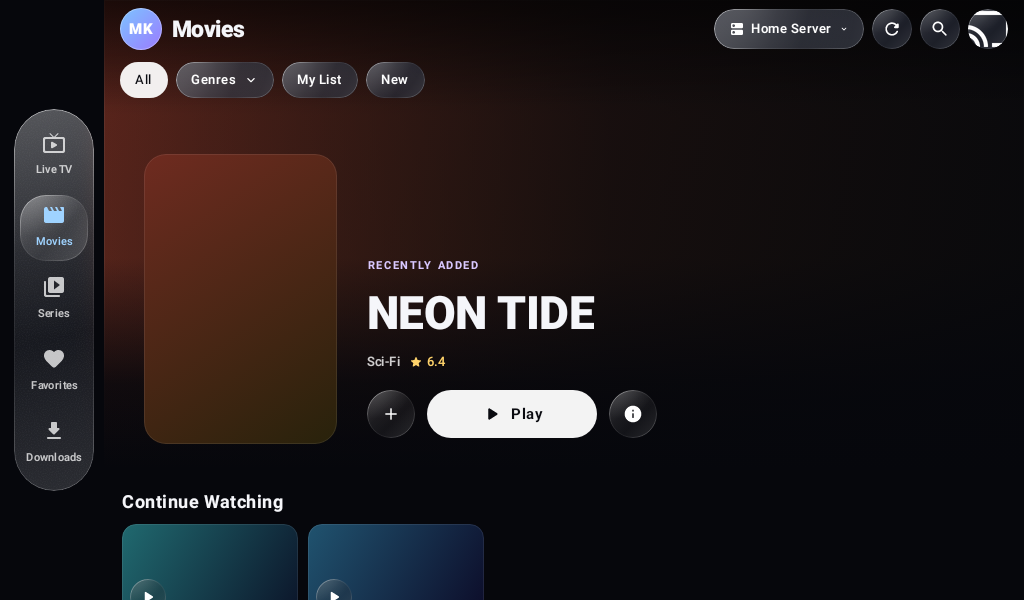 MK
Movies
Home Server
All
Genres
My List
New
Live TV
Movies
Series
Favorites
Downloads
RECENTLY ADDED
NEON TIDE
Sci-Fi 6.4
Play
Continue Watching